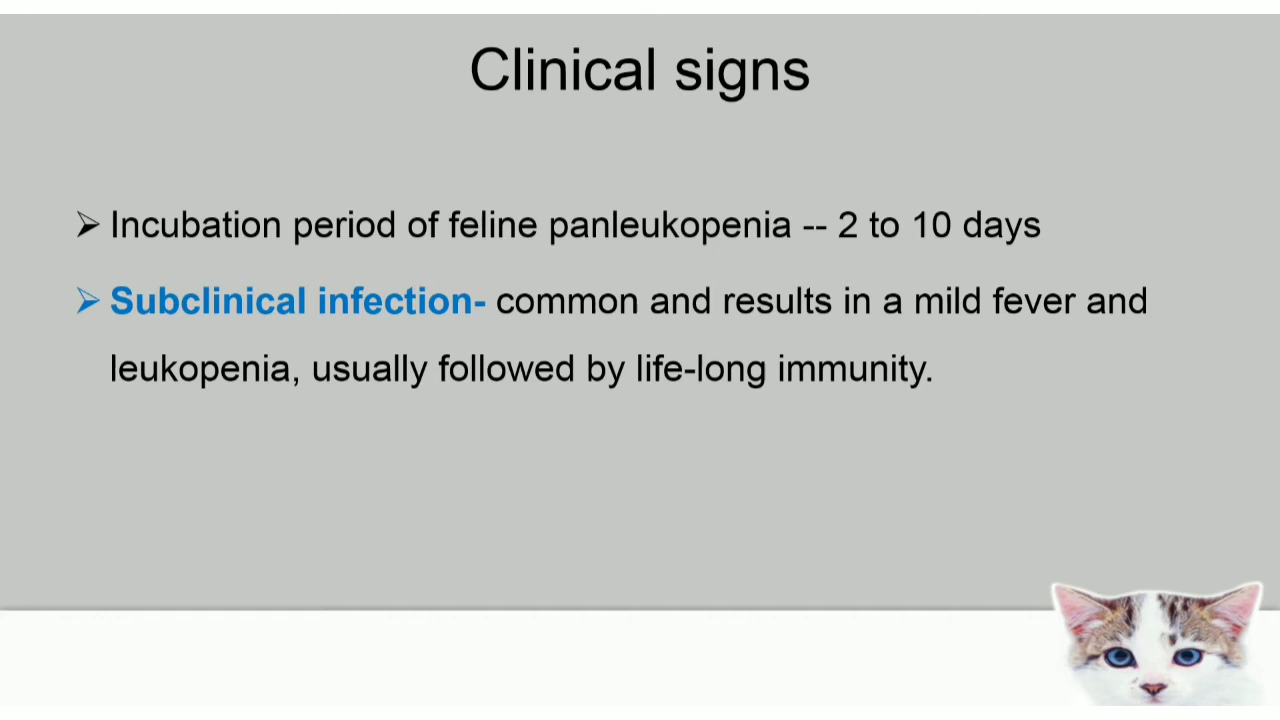 Clinical signs
➢ Incubation period of feline panleukopenia -- 2 to 10 days
➢ Subclinical infection- common and results in a mild fever and
leukopenia, usually followed by life-long immunity.